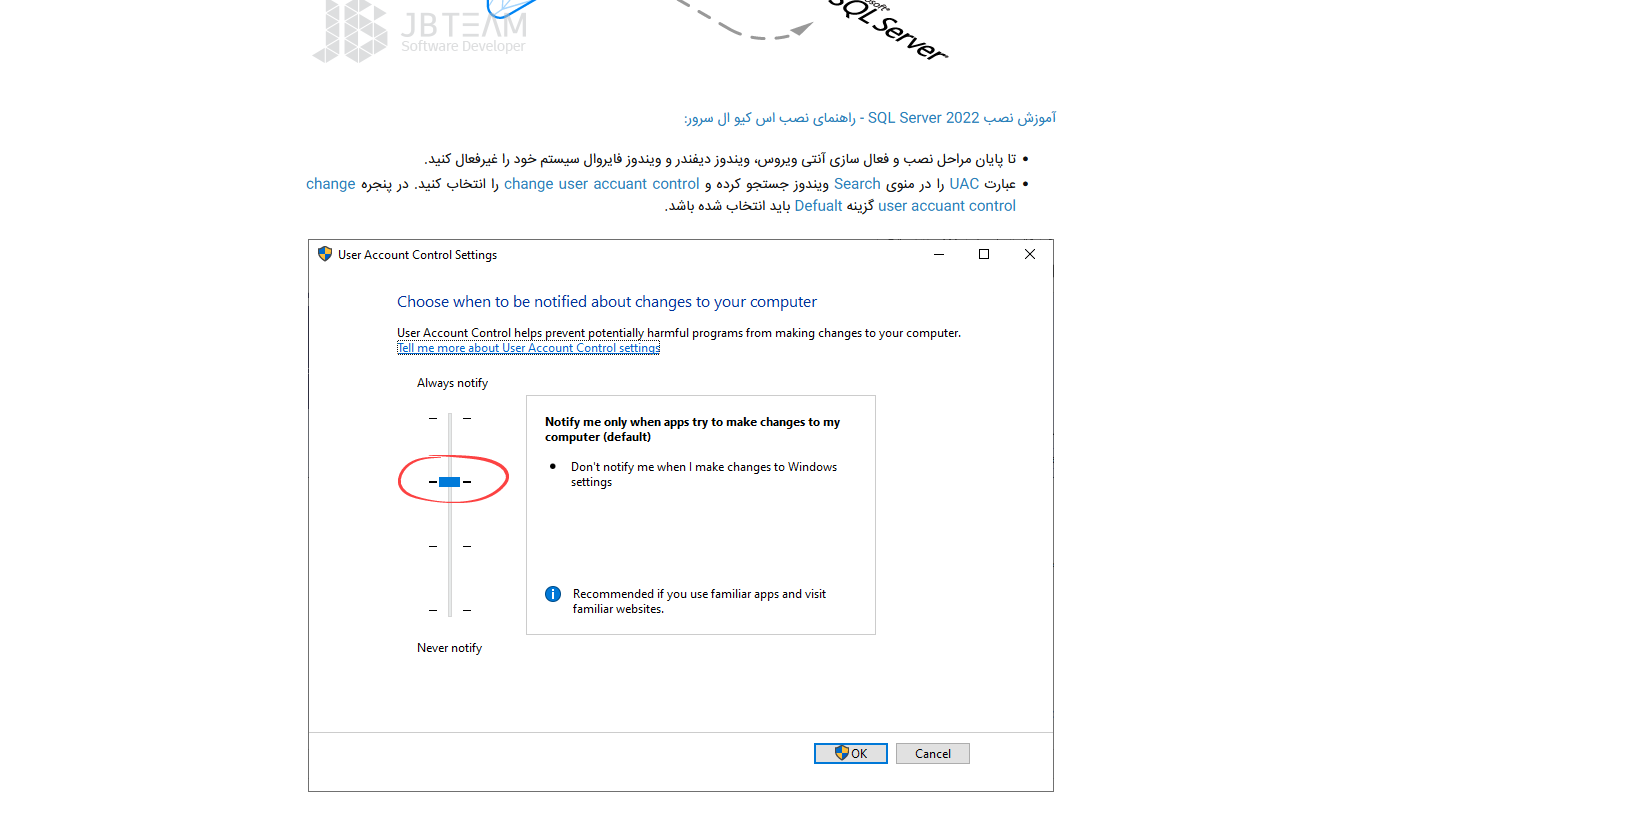 JBTEAM
Software Developer
SQL Server
آموزش نصب SQL Server 2022 - راهنمای نصب اس کیو ال سرور:
• تا پایان مراحل نصب و فعال سازی آنتی ویروس، ویندوز دیفندر و ویندوز فایروال سیستم خود را غیرفعال کنید.
• عبارت UAC را در منوی Search ویندوز جستجو کرده و change user accuant control را انتخاب کنید. در پنجره change
user accuant control گزینه Defualt باید انتخاب شده باشد.
User Account Control Settings
Choose when to be notified about changes to your computer
User Account Control helps prevent potentially harmful programs from making changes to your computer.
Tell me more about User Account Control settings
Always notify
Notify me only when apps try to make changes to my
computer (default)
• Don't notify me when I make changes to Windows
settings
Recommended if you use familiar apps and visit
familiar websites.
Never notify
OK
Cancel